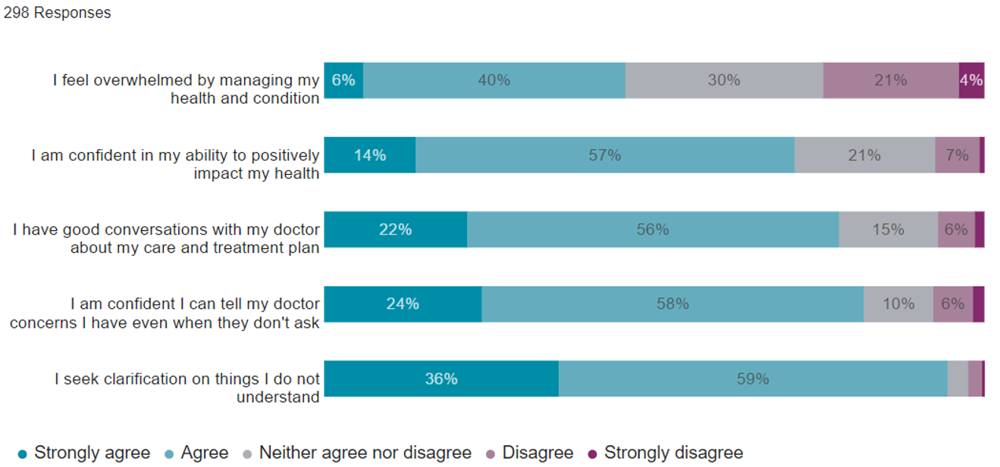 298 Responses
I feel overwhelmed by managing my
health and condition
6% 40% 30% 21% 4%
I am confident in my ability to positively
impact my health
14% 57% 21% 7%
I have good conversations with my doctor
about my care and treatment plan
22% 56% 15% 6%
I am confident I can tell my doctor
concerns I have even when they don't ask
24% 58% 10% 6%
I seek clarification on things I do not
understand
36% 59%
Strongly agree Agree Neither agree nor disagree Disagree Strongly disagree